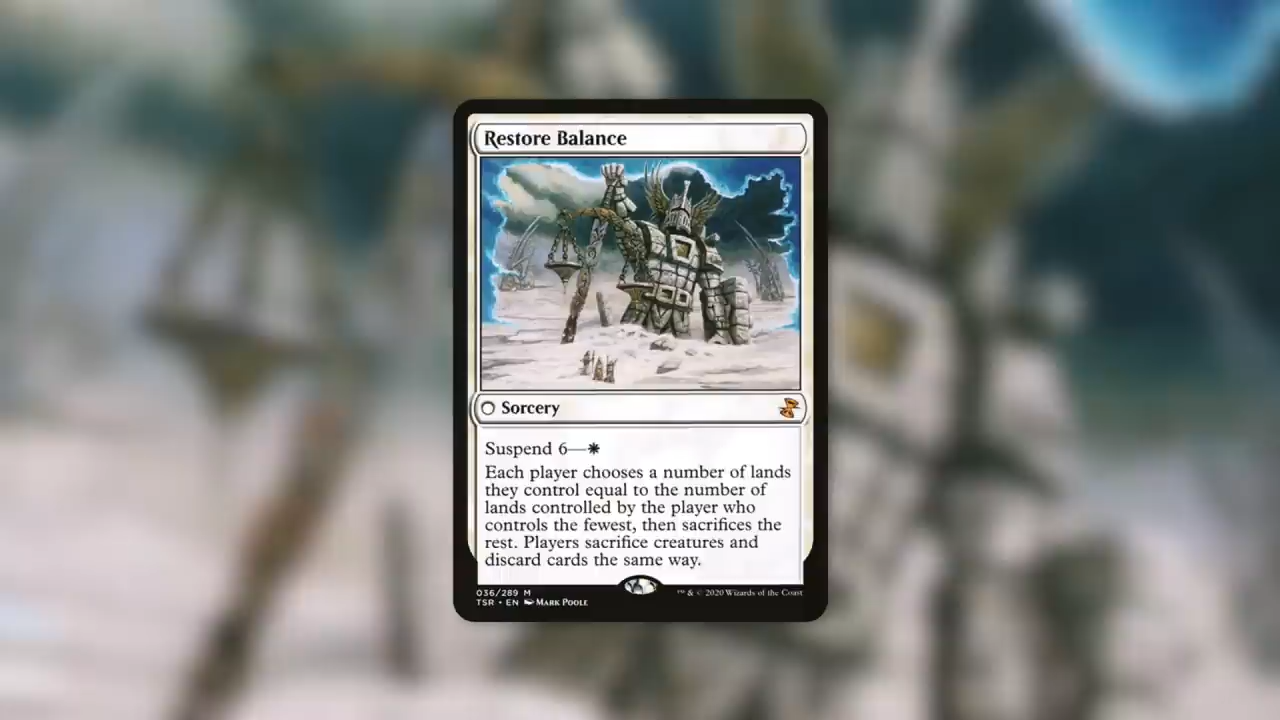 Restore Balance
Sorcery
Suspend 6—
Each player chooses a number of lands
they control equal to the number of
lands controlled by the player who
controls the fewest, then sacrifices the
rest. Players sacrifice creatures and
discard cards the same way.
036/289 M
TSR • EN Mark Poole
™ & © 2020 Wizards of the Coast